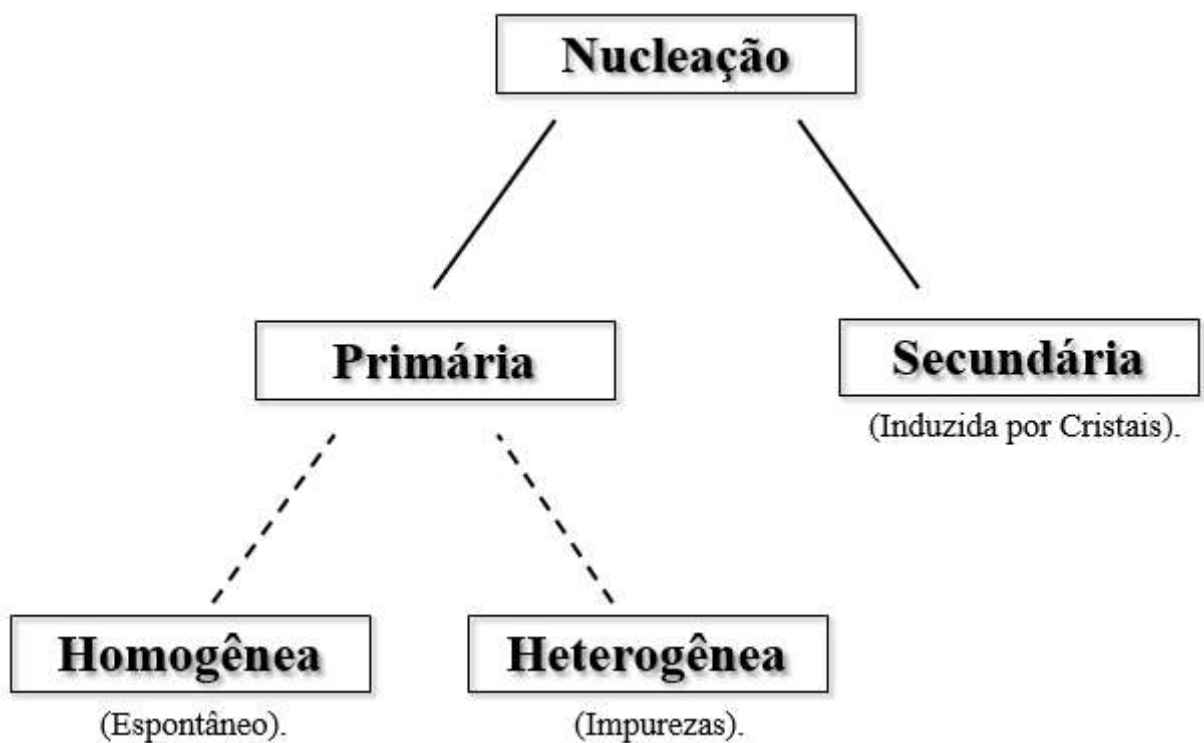 Nucleação
Primária
Secundária
(Induzida por Cristais).
Homogênea
Heterogênea
(Espontâneo).
(Impurezas).